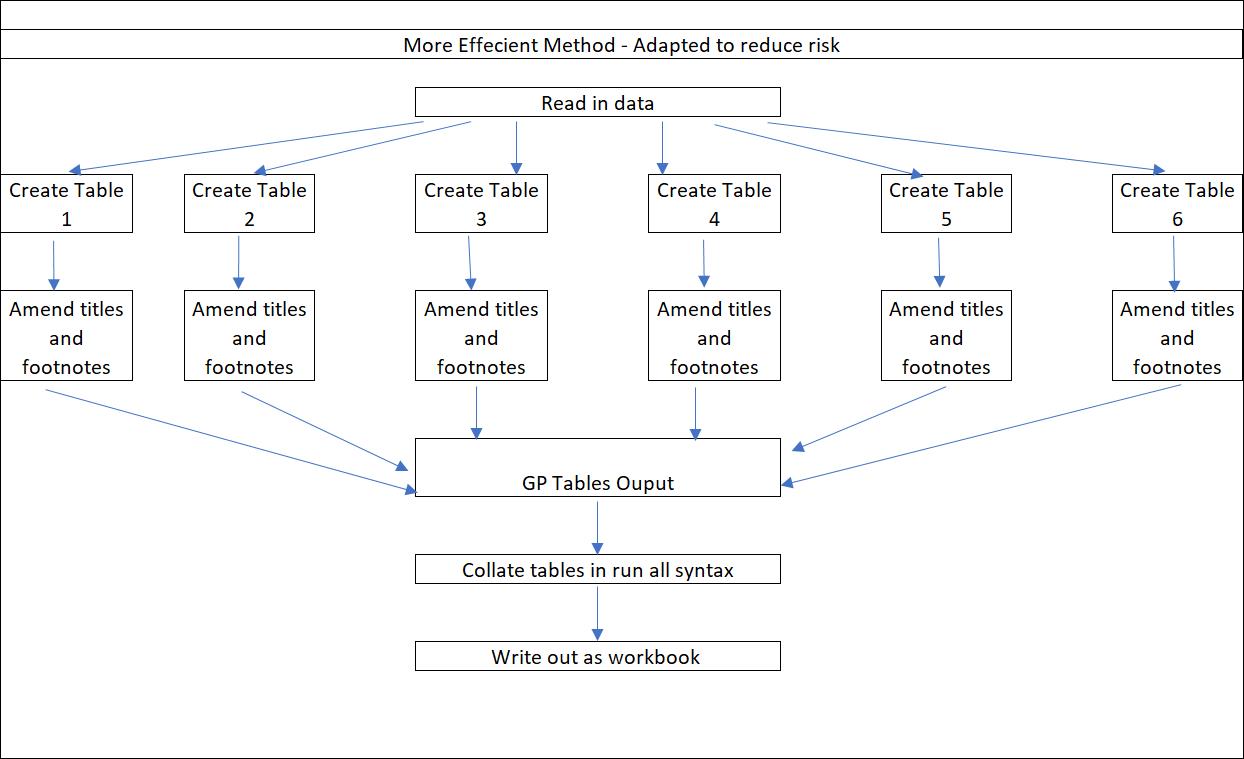 More Effecient Method - Adapted to reduce risk
Read in data
Create Table
1
Create Table
2
Create Table
3
Create Table
4
Create Table
5
Create Table
6
Amend titles
and
footnotes
Amend titles
and
footnotes
Amend titles
and
footnotes
Amend titles
and
footnotes
Amend titles
and
footnotes
Amend titles
and
footnotes
GP Tables Ouput
Collate tables in run all syntax
Write out as workbook